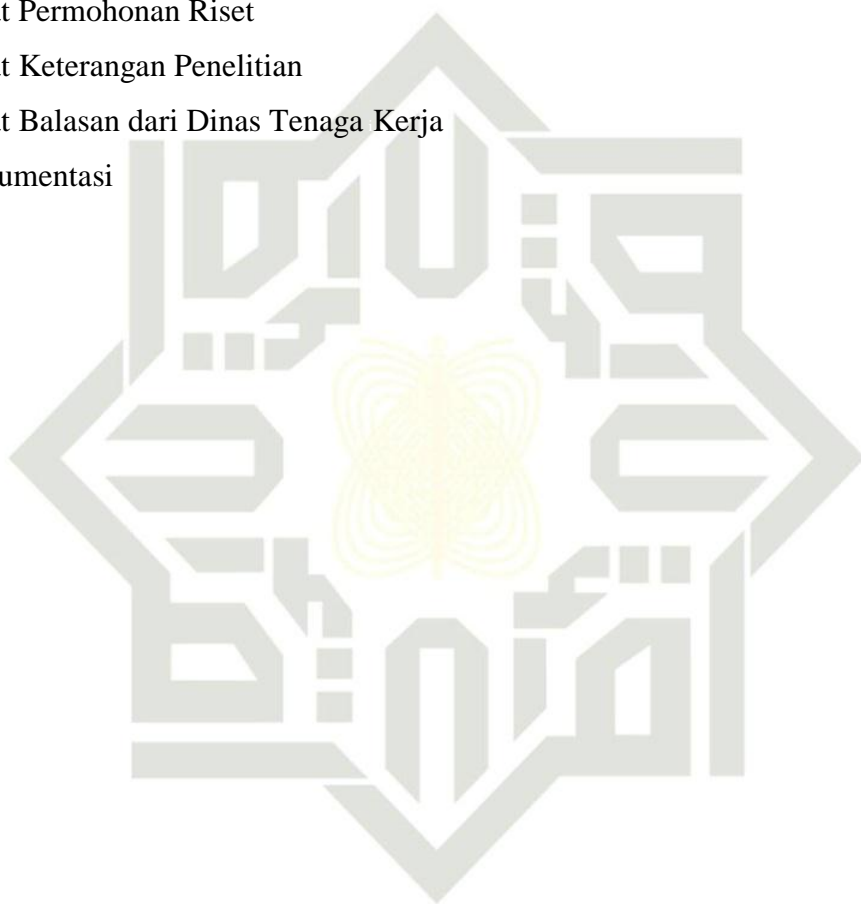 t Permohonan Riset
t Keterangan Penelitian
t Balasan dari Dinas Tenaga Kerja
umentasi